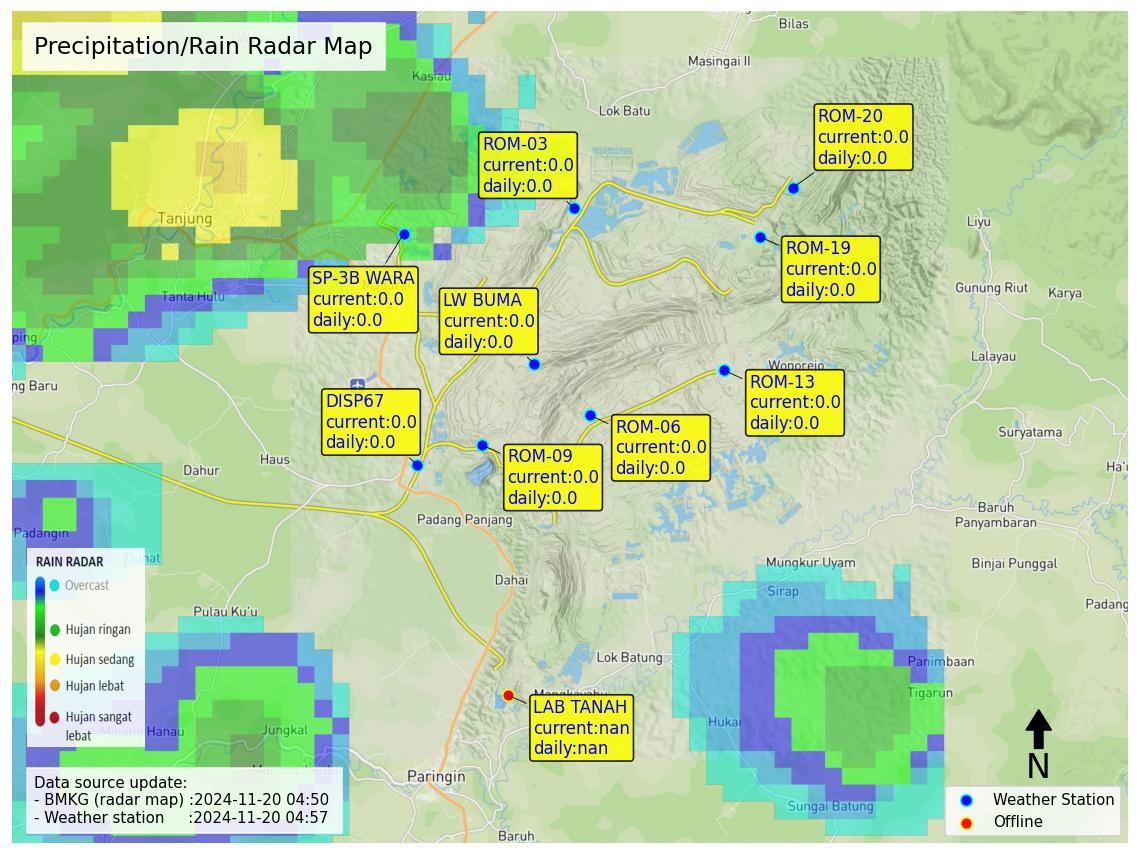 Precipitation/Rain Radar Map
Bilas
Masingai II
Kaslau
Lok Batu
ROM-20
current:0.0
daily:0.0
ROM-03
current:0.0
daily:0.0
Tanjung
Liyu
ROM-19
current:0.0
daily:0.0
SP-3B WARA
current:0.0
daily:0.0
LW BUMA
current:0.0
daily:0.0
Tanta Hulu
Gunung Riut
Karya
ping
Lalayau
Wonorejo
ng Baru
ROM-13
current:0.0
daily:0.0
DISP67
current:0.0
daily:0.0
ROM-06
current:0.0
daily:0.0
Suryatama
ROM-09
current:0.0
daily:0.0
Haus
Dahur
Ha'u
Padang Panjang
Baruh
Panyambaran
Padangin
Mungkur Uyam
Binjai Punggal
Dahai
Sirap
Padang
Pulau Ku'u
RAIN RADAR
Overcast
Hujan ringan
Hujan sedang
Hujan lebat
Hujan sangat
lebat
Lok Batung
Panimbaan
Tigarun
LAB TANAH
current:nan
daily:nan
Hukai
Jungkal
Paringin
Sungai Batung
Baruh
Data source update:
- BMKG (radar map) :2024-11-20 04:50
- Weather station :2024-11-20 04:57
N
Weather Station
Offline